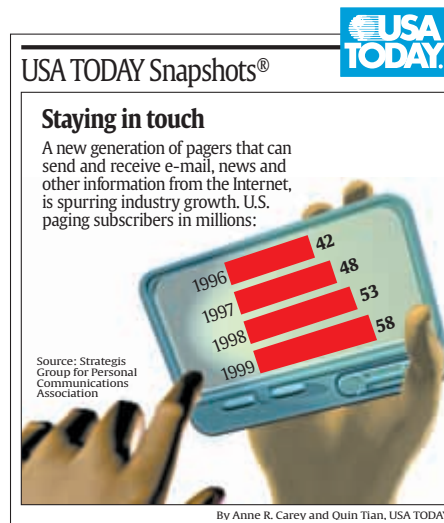 USA
TODAY.
USA TODAY Snapshots®
Staying in touch
A new generation of pagers that can
send and receive e-mail, news and
other information from the Internet,
is spurring industry growth. U.S.
paging subscribers in millions:
1996 42
1997 48
1998 53
1999 58
Source: Strategis
Group for Personal
Communications
Association
By Anne R. Carey and Quin Tian, USA TODAY